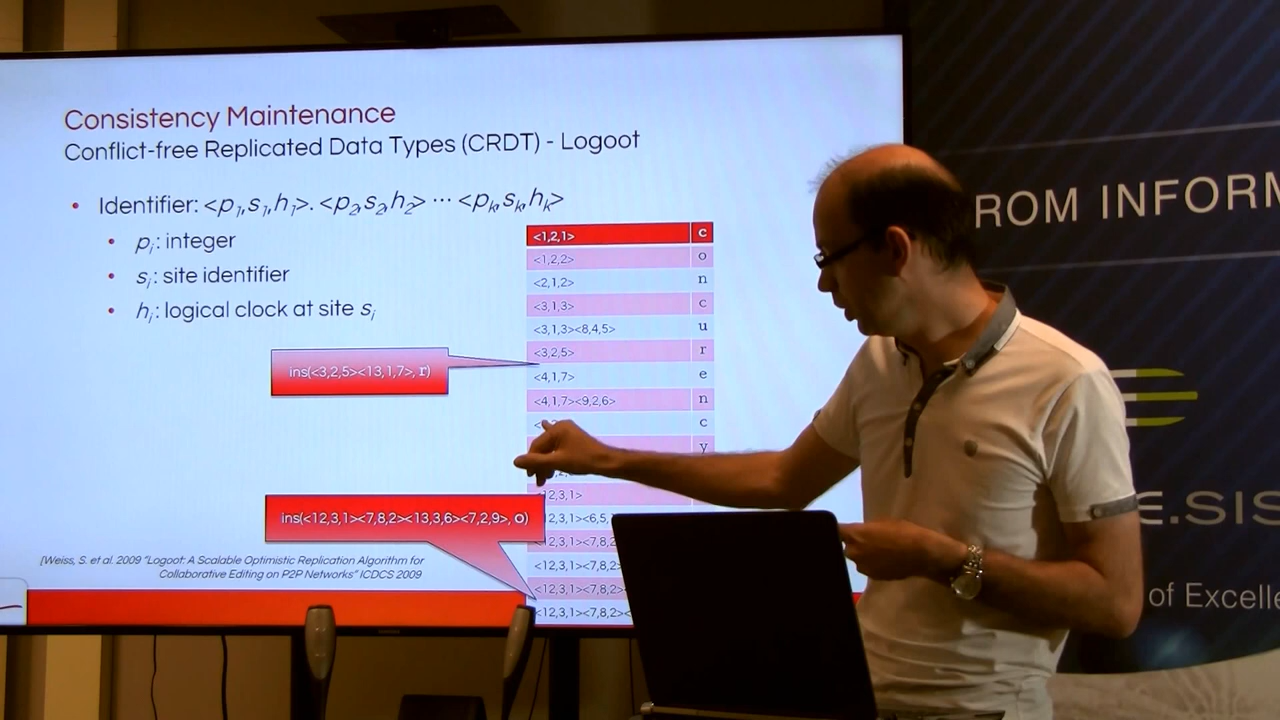 Consistency Maintenance
Conflict-free Replicated Data Types (CRDT) - Logoot
• Identifier: <p1,s1,h1>. <p2,s2,h2> ... <pk,sk,hk>
• pi: integer
• si: site identifier
• hi: logical clock at site si
<1,2,1> c
<1,2,2> o
<2,1,2> n
<3,1,3> c
<3,1,3><8,4,5> u
<3,2,5> r
<4,1,7> e
<4,1,7><9,2,6> n
c
y
<12,3,1>
12,3,1><6,5,
12,3,1><7,8,2
<12,3,1><7,8,2>
<12,3,1><7,8,2>
<12,3,1><7,8,2><
ins(<3,2,5><13,1,7>, r)
ins(<12,3,1><7,8,2><13,3,6><7,2,9>, o)
[Weiss, S. et al. 2009 "Logoot: A Scalable Optimistic Replication Algorithm for
Collaborative Editing on P2P Networks" ICDCS 2009
ROM INFORM
E.SIS
of Excelle